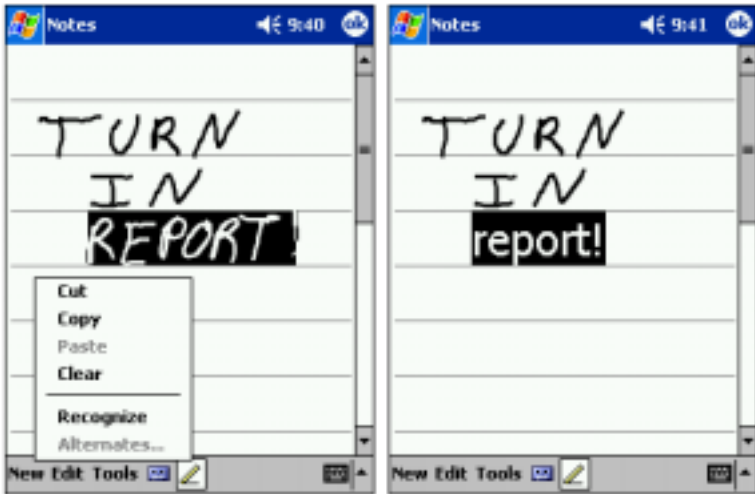 Notes 9:40 ok
TURN
IN
REPORT!
Cut
Copy
Paste
Clear
Recognize
Alternates...
New Edit Tools
Notes 9:41 ok
TURN
IN
report!
New Edit Tools